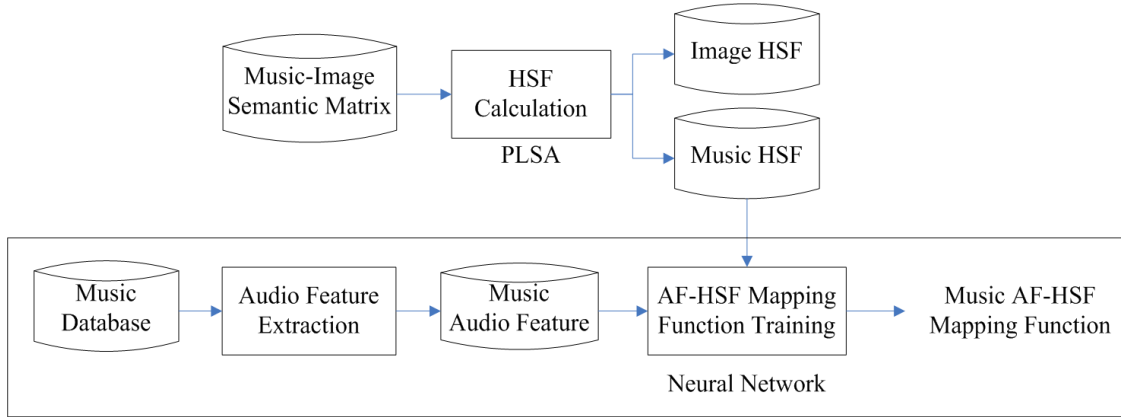 Music-Image
Semantic Matrix
HSF
Calculation
PLSA
Image HSF
Music HSF
Music
Database
Audio Feature
Extraction
Music
Audio Feature
AF-HSF Mapping
Function Training
Neural Network
Music AF-HSF
Mapping Function